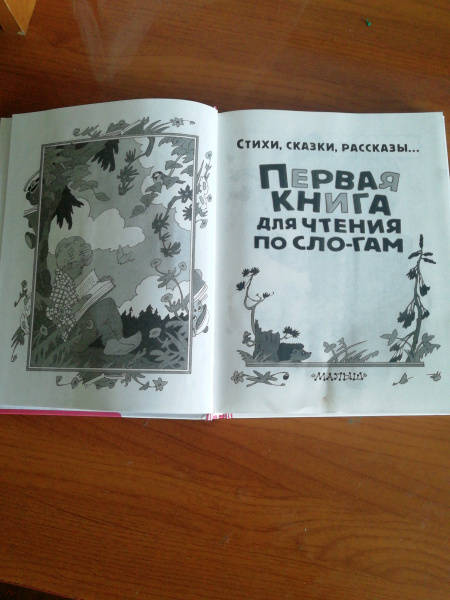 Стихи, сказки, рассказы...
Первая
книга
для чтения
по сло-гам
«Малыш»